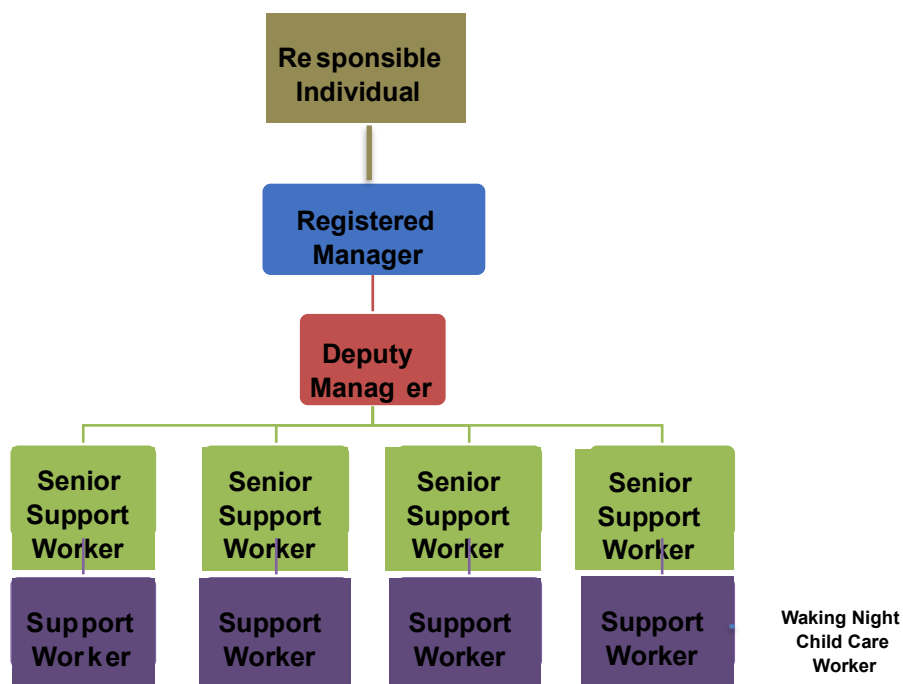 Responsible
Individual
Registered
Manager
Deputy
Manager
Senior
Support
Worker
Senior
Support
Worker
Senior
Support
Worker
Senior
Support
Worker
Support
Worker
Support
Worker
Support
Worker
Support
Worker
Waking Night
Child Care
Worker